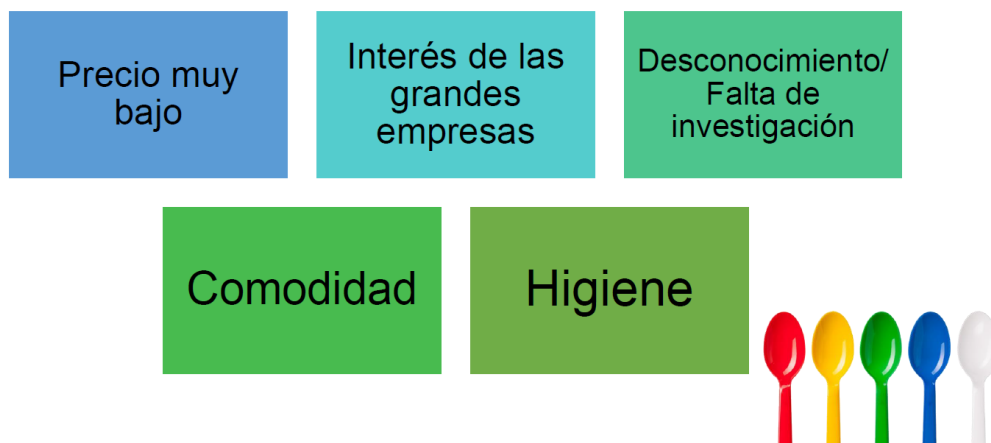 Precio muy
bajo
Interés de las
grandes
empresas
Desconocimiento/
Falta de
investigación
Comodidad
Higiene